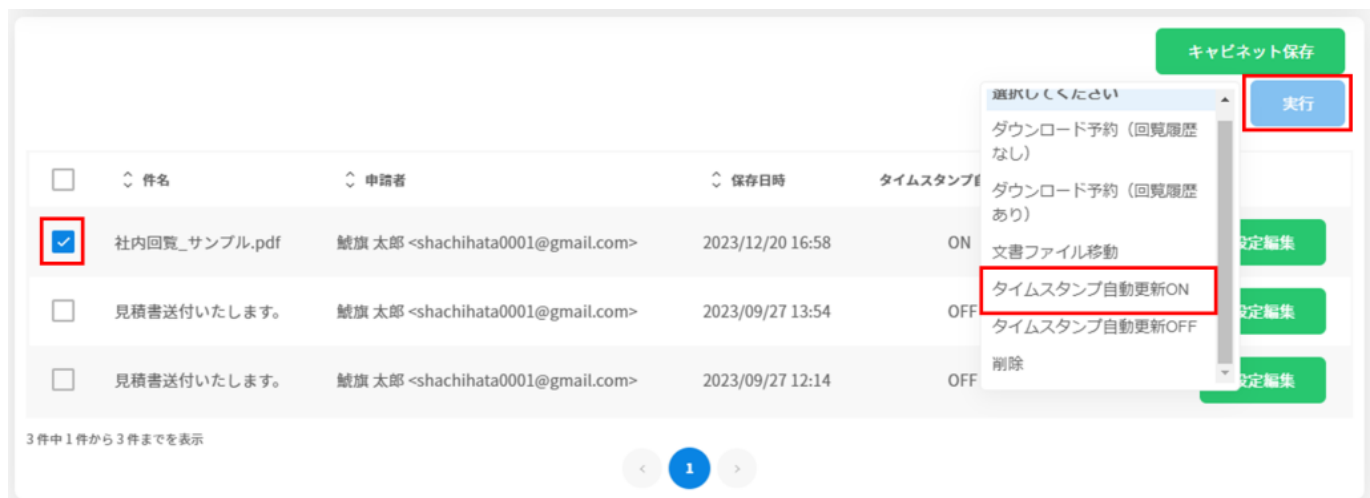 キャビネット保存
選択してください
実行
ダウンロード予約（回覧履歴
なし）
ダウンロード予約（回覧履歴
あり）
文書ファイル移動
タイムスタンプ自動更新ON
タイムスタンプ自動更新OFF
削除
件名 申請者 保存日時 タイムスタンプ
社内回覧_サンプル.pdf 鯱旗 太郎 <shachihata0001@gmail.com> 2023/12/20 16:58 ON 定編集
見積書送付いたします。 鯱旗 太郎 <shachihata0001@gmail.com> 2023/09/27 13:54 OFF 定編集
見積書送付いたします。 鯱旗 太郎 <shachihata0001@gmail.com> 2023/09/27 12:14 OFF 設定編集
3件中1件から3件までを表示
1